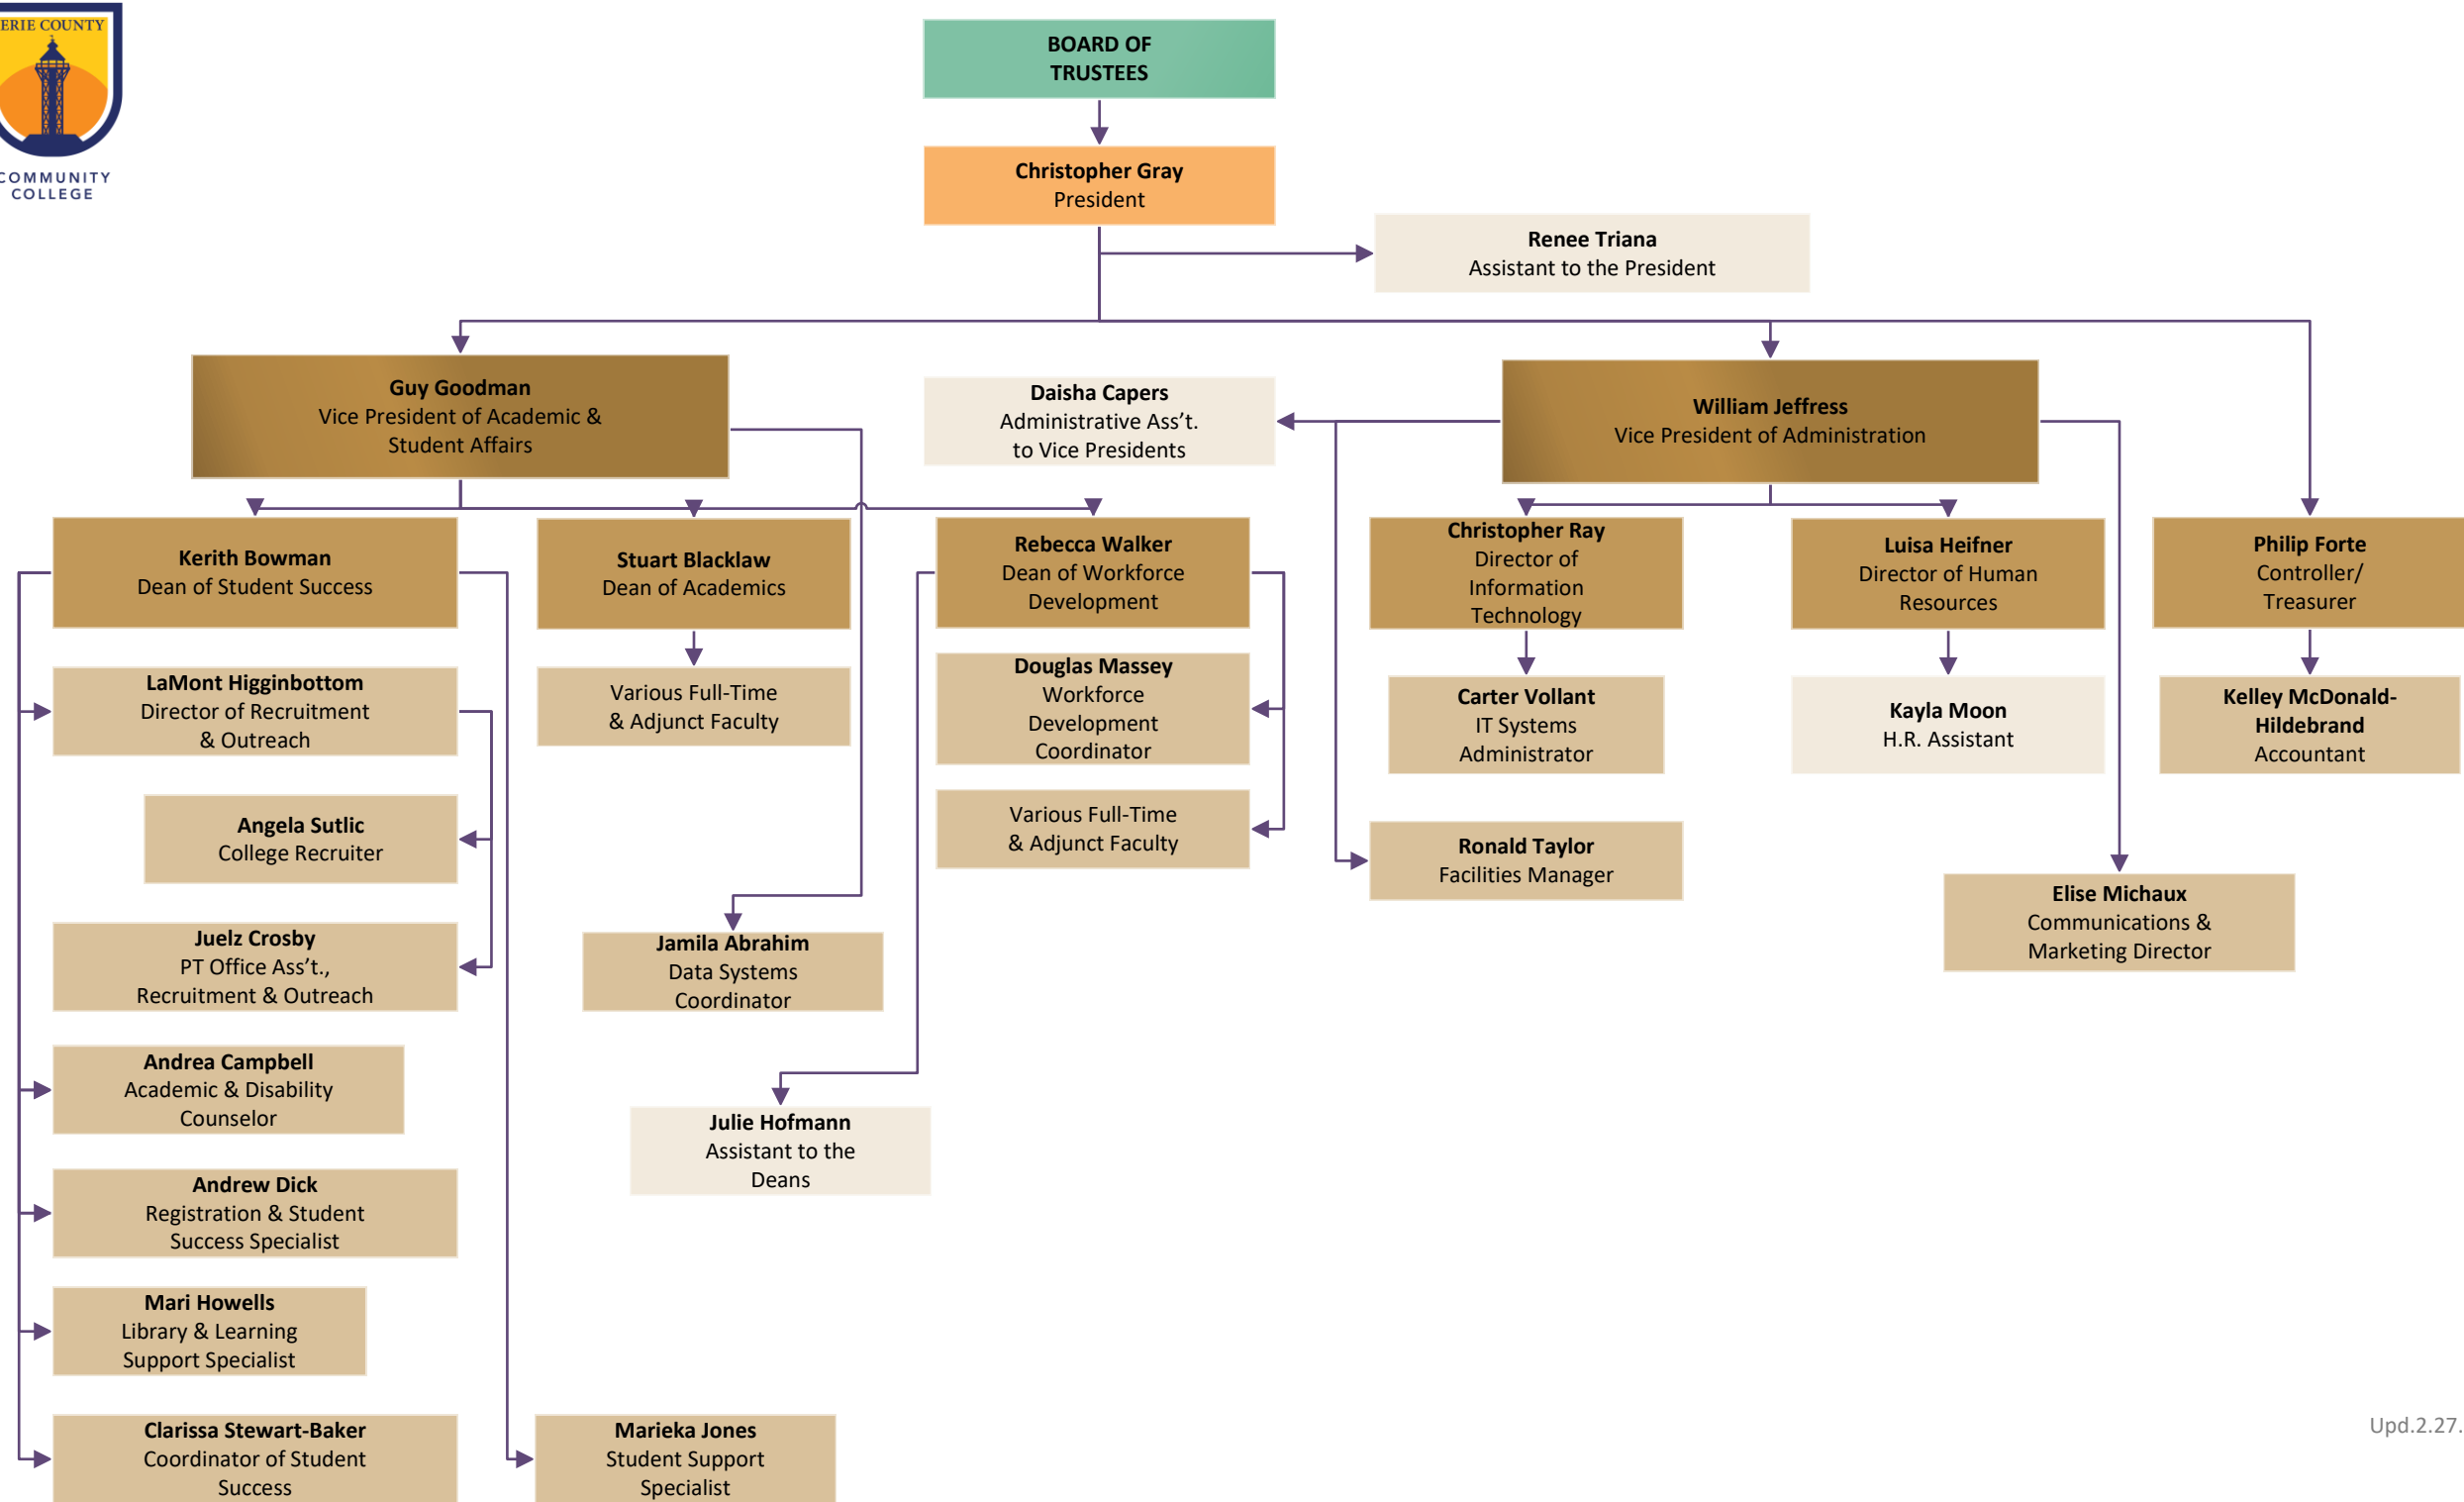 ERIE COUNTY
COMMUNITY
COLLEGE
BOARD OF
TRUSTEES
Christopher Gray
President
Renee Triana
Assistant to the President
Guy Goodman
Vice President of Academic &
Student Affairs
Daisha Capers
Administrative Ass’t.
to Vice Presidents
William Jeffress
Vice President of Administration
Kerith Bowman
Dean of Student Success
Stuart Blacklaw
Dean of Academics
Rebecca Walker
Dean of Workforce
Development
Christopher Ray
Director of
Information
Technology
Luisa Heifner
Director of Human
Resources
Philip Forte
Controller/
Treasurer
LaMont Higginbottom
Director of Recruitment
& Outreach
Various Full-Time
& Adjunct Faculty
Douglas Massey
Workforce
Development
Coordinator
Carter Vollant
IT Systems
Administrator
Kayla Moon
H.R. Assistant
Kelley McDonald-
Hildebrand
Accountant
Angela Sutlic
College Recruiter
Various Full-Time
& Adjunct Faculty
Ronald Taylor
Facilities Manager
Elise Michaux
Communications &
Marketing Director
Juelz Crosby
PT Office Ass’t.,
Recruitment & Outreach
Jamila Abrahim
Data Systems
Coordinator
Andrea Campbell
Academic & Disability
Counselor
Julie Hofmann
Assistant to the
Deans
Andrew Dick
Registration & Student
Success Specialist
Mari Howells
Library & Learning
Support Specialist
Clarissa Stewart-Baker
Coordinator of Student
Success
Marieka Jones
Student Support
Specialist
Upd.2.27.